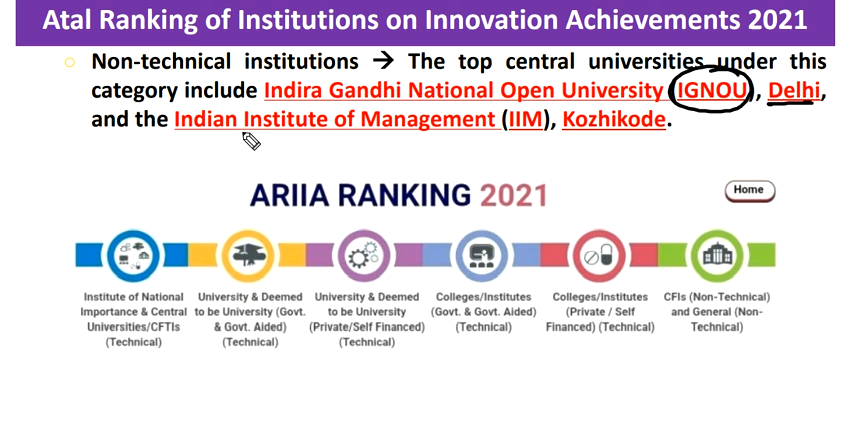 Atal Ranking of Institutions on Innovation Achievements 2021
Non-technical institutions → The top central universities under this
category include Indira Gandhi National Open University (IGNOU), Delhi,
and the Indian Institute of Management (IIM), Kozhikode.
ARIIA RANKING 2021
Home
Institute of National
Importance & Central
Universities/CFTIs
(Technical)
University & Deemed
to be University (Govt.
& Govt. Aided)
(Technical)
University & Deemed
to be University
(Private/Self Financed)
(Technical)
Colleges/Institutes
(Govt. & Govt. Aided)
(Technical)
Colleges/Institutes
(Private / Self
Financed) (Technical)
CFIs (Non-Technical)
and General (Non-
Technical)